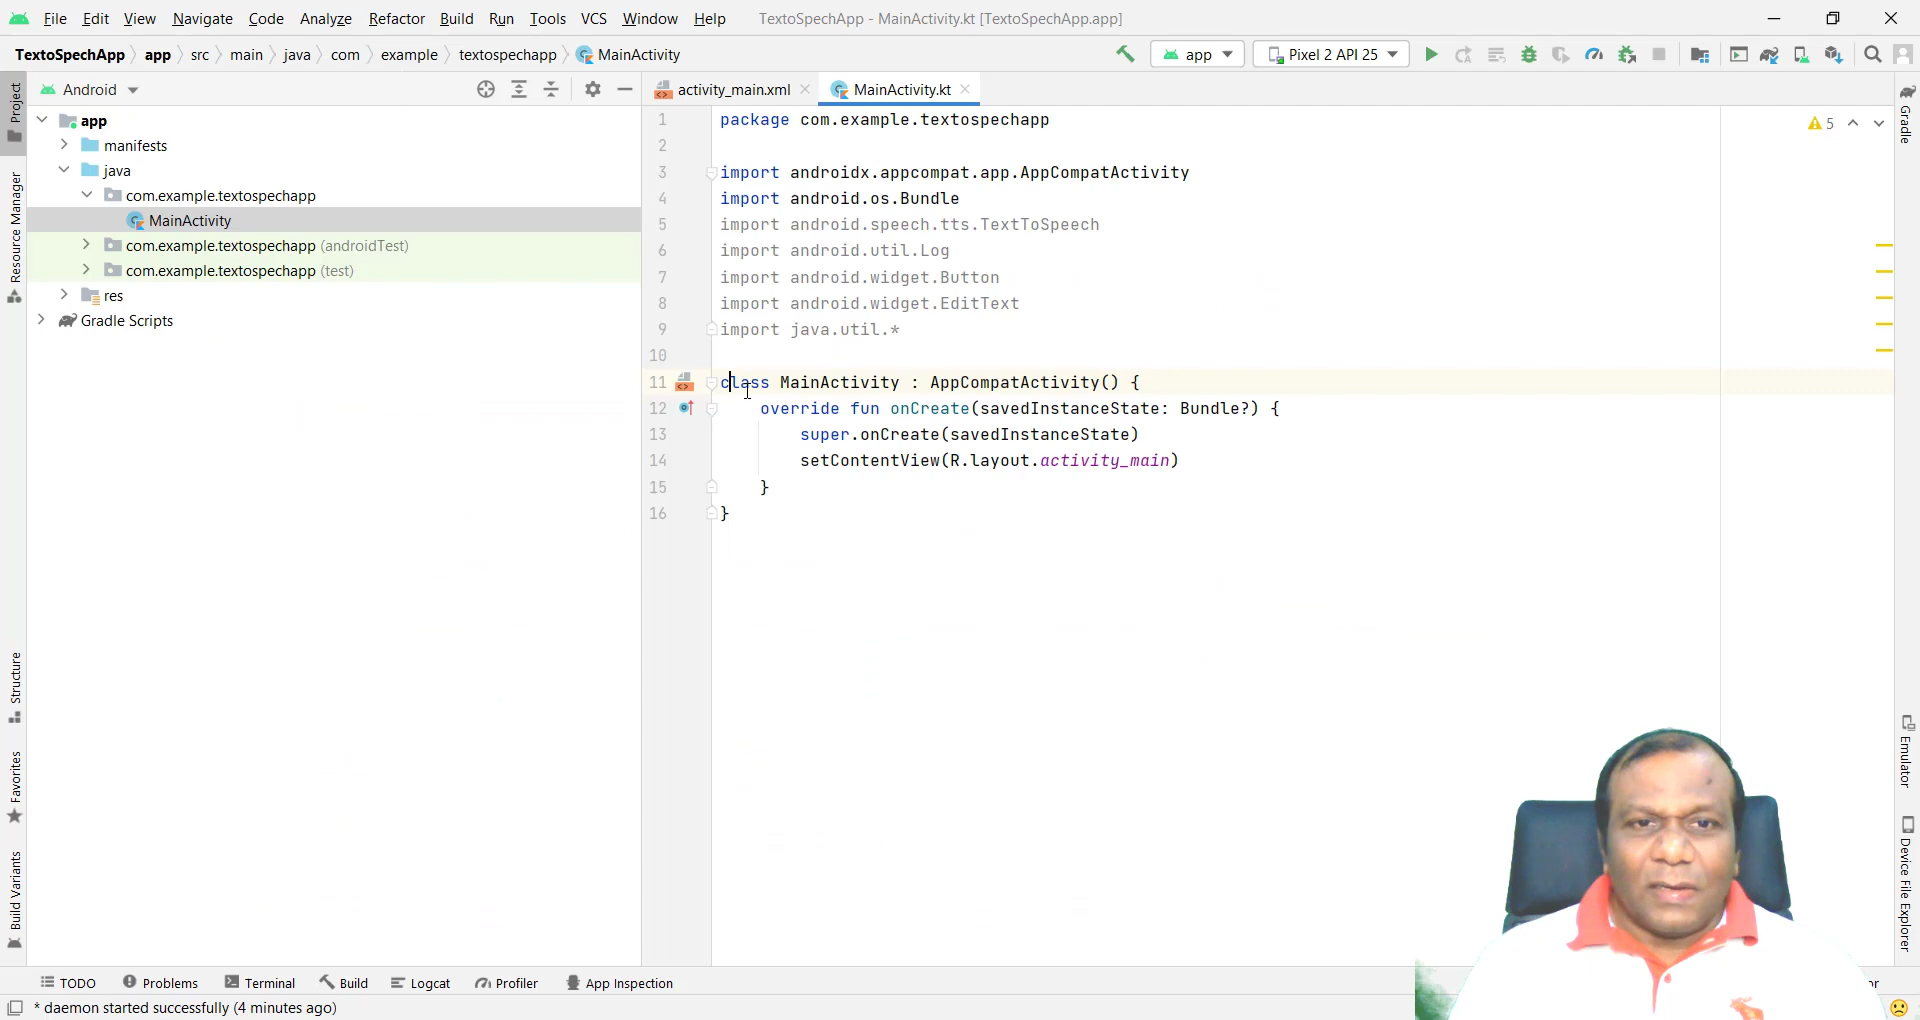 File Edit View Navigate Code Analyze Refactor Build Run Tools VCS Window Help TextoSpechApp - MainActivity.kt [TextoSpechApp.app]
TextoSpechApp app src main java com example textospechapp MainActivity app Pixel 2 API 25
Android
activity_main.xml MainActivity.kt
Project
Resource Manager
Structure
Favorites
Build Variants
app
manifests
java
com.example.textospechapp
MainActivity
com.example.textospechapp (androidTest)
com.example.textospechapp (test)
res
Gradle Scripts
1 package com.example.textospechapp
2
3 import androidx.appcompat.app.AppCompatActivity
4 import android.os.Bundle
5 import android.speech.tts.TextToSpeech
6 import android.util.Log
7 import android.widget.Button
8 import android.widget.EditText
9 import java.util.*
10
11 class MainActivity : AppCompatActivity() {
12 override fun onCreate(savedInstanceState: Bundle?) {
13 super.onCreate(savedInstanceState)
14 setContentView(R.layout.activity_main)
15 }
16 }
5
Gradle
Emulator
Device File Explorer
TODO Problems Terminal Build Logcat Profiler App Inspection
or
* daemon started successfully (4 minutes ago)